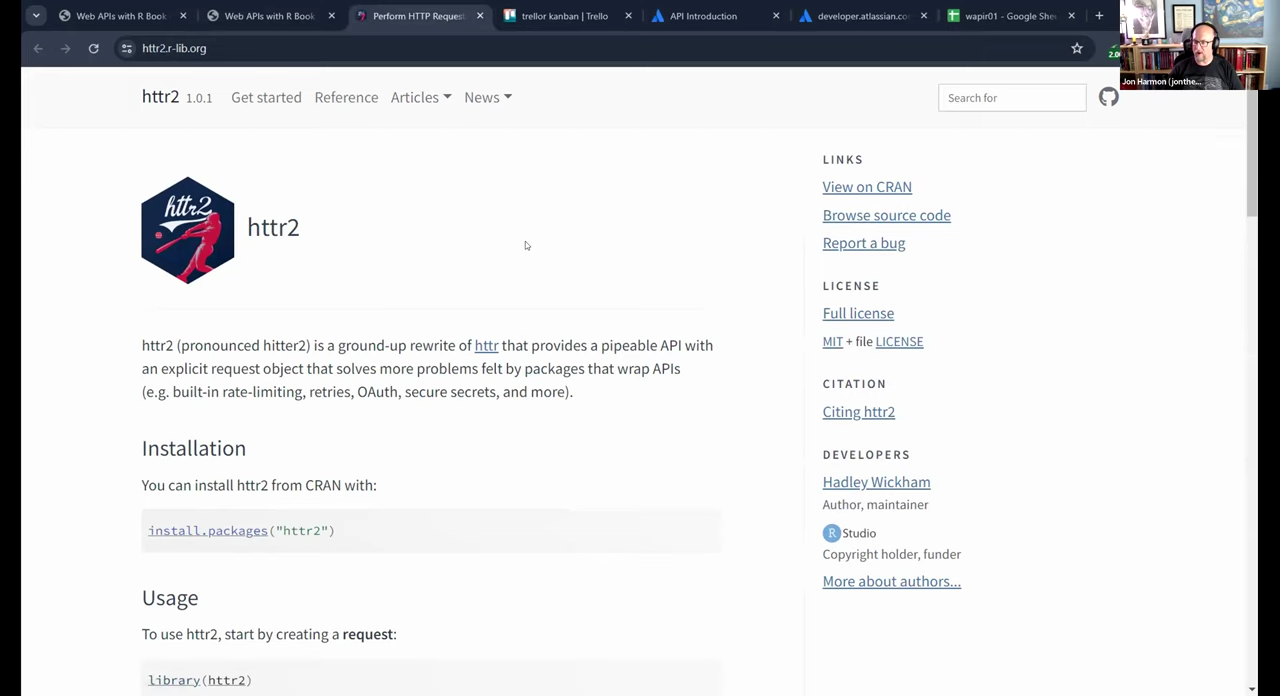 Web APIs with R Book
Web APIs with R Book
Perform HTTP Request
trellor kanban | Trello
API Introduction
developer.atlassian.co
wapir01 - Google She
httr2.r-lib.org
2.0
Jon Harmon (jonthe...
httr2 1.0.1 Get started Reference Articles News
Search for
httr2
httr2
httr2 (pronounced hitter2) is a ground-up rewrite of httr that provides a pipeable API with
an explicit request object that solves more problems felt by packages that wrap APIs
(e.g. built-in rate-limiting, retries, OAuth, secure secrets, and more).
Installation
You can install httr2 from CRAN with:
install.packages("httr2")
Usage
To use httr2, start by creating a request:
library(httr2)
LINKS
View on CRAN
Browse source code
Report a bug
LICENSE
Full license
MIT + file LICENSE
CITATION
Citing httr2
DEVELOPERS
Hadley Wickham
Author, maintainer
R Studio
Copyright holder, funder
More about authors...